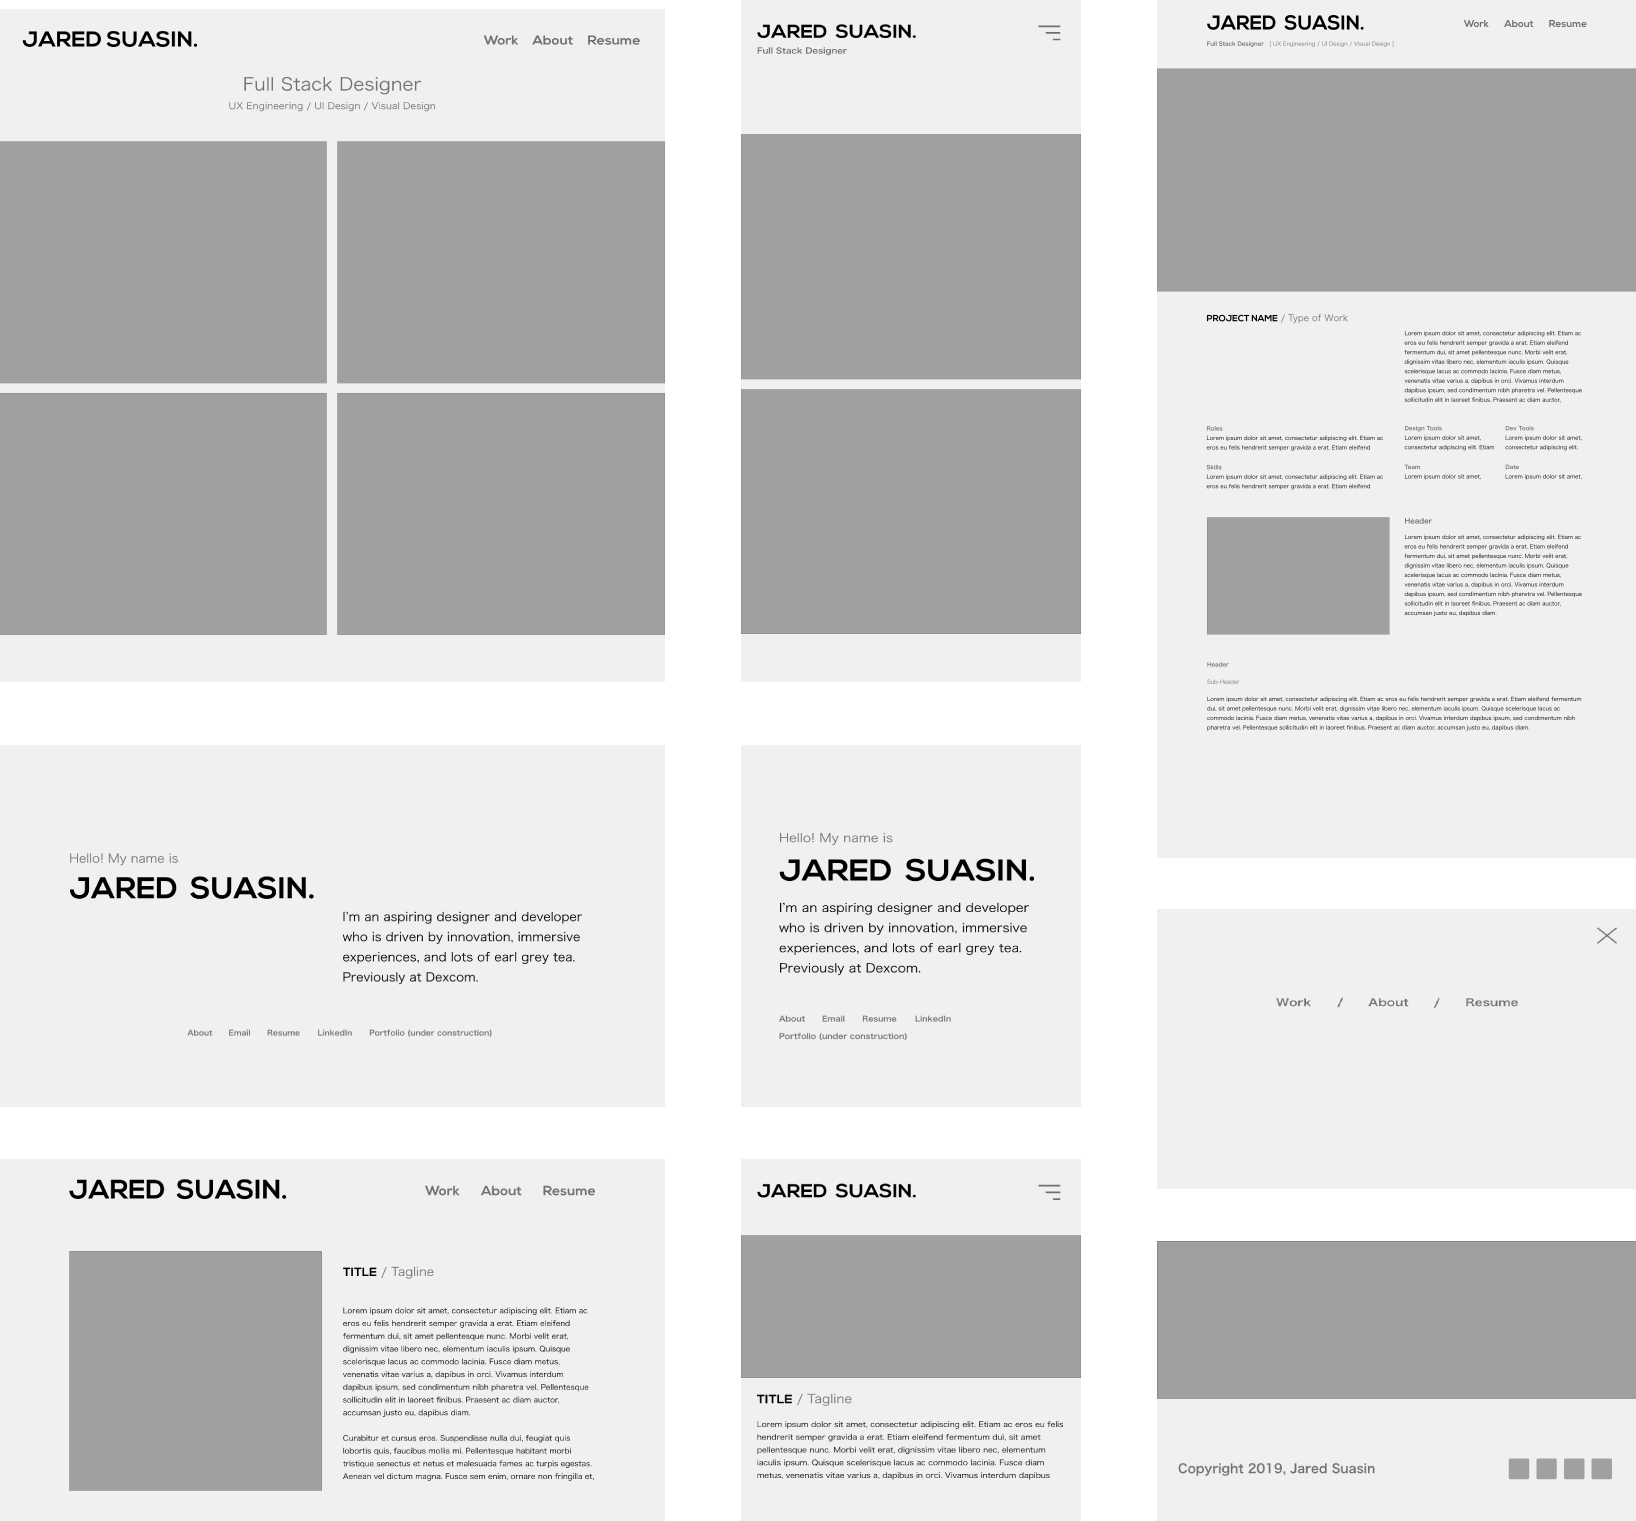 JARED SUASIN.
Work About Resume
Full Stack Designer
UX Engineering / UI Design / Visual Design
JARED SUASIN.
Full Stack Designer
JARED SUASIN.
Work About Resume
Full Stack Designer [ UX Engineering / UI Design / Visual Design ]
PROJECT NAME / Type of Work
Lorem ipsum dolor sit amet, consectetur adipiscing elit. Etiam ac
eros eu felis hendrerit semper gravida a erat. Etiam eleifend
fermentum dui, sit amet pellentesque nunc. Morbi velit erat,
dignissim vitae libero nec, elementum iaculis ipsum. Quisque
scelerisque lacus ac commodo lacinia. Fusce diam metus,
venenatis vitae varius a, dapibus in orci. Vivamus interdum
dapibus ipsum, sed condimentum nibh pharetra vel. Pellentesque
sollicitudin elit in laoreet finibus. Praesent ac diam auctor,
Roles
Lorem ipsum dolor sit amet, consectetur adipiscing elit. Etiam ac
eros eu felis hendrerit semper gravida a erat. Etiam eleifend
Design Tools
Lorem ipsum dolor sit amet,
consectetur adipiscing elit. Etiam
Dev Tools
Lorem ipsum dolor sit amet,
consectetur adipiscing elit.
Skills
Lorem ipsum dolor sit amet, consectetur adipiscing elit. Etiam ac
eros eu felis hendrerit semper gravida a erat. Etiam eleifend
Team
Lorem ipsum dolor sit amet,
Date
Lorem ipsum dolor sit amet,
Header
Lorem ipsum dolor sit amet, consectetur adipiscing elit. Etiam ac
eros eu felis hendrerit semper gravida a erat. Etiam eleifend
fermentum dui, sit amet pellentesque nunc. Morbi velit erat,
dignissim vitae libero nec, elementum iaculis ipsum. Quisque
scelerisque lacus ac commodo lacinia. Fusce diam metus,
venenatis vitae varius a, dapibus in orci. Vivamus interdum
dapibus ipsum, sed condimentum nibh pharetra vel. Pellentesque
sollicitudin elit in laoreet finibus. Praesent ac diam auctor,
accumsan justo eu, dapibus diam.
Header
Sub-Header
Lorem ipsum dolor sit amet, consectetur adipiscing elit. Etiam ac eros eu felis hendrerit semper gravida a erat. Etiam eleifend fermentum
dui, sit amet pellentesque nunc. Morbi velit erat, dignissim vitae libero nec, elementum iaculis ipsum. Quisque scelerisque lacus ac
commodo lacinia. Fusce diam metus, venenatis vitae varius a, dapibus in orci. Vivamus interdum dapibus ipsum, sed condimentum nibh
pharetra vel. Pellentesque sollicitudin elit in laoreet finibus. Praesent ac diam auctor, accumsan justo eu, dapibus diam.
Hello! My name is
JARED SUASIN.
I'm an aspiring designer and developer
who is driven by innovation, immersive
experiences, and lots of earl grey tea.
Previously at Dexcom.
About Email Resume LinkedIn Portfolio (under construction)
Hello! My name is
JARED SUASIN.
I'm an aspiring designer and developer
who is driven by innovation, immersive
experiences, and lots of earl grey tea.
Previously at Dexcom.
About Email Resume LinkedIn
Portfolio (under construction)
Work / About / Resume
JARED SUASIN.
Work About Resume
TITLE / Tagline
Lorem ipsum dolor sit amet, consectetur adipiscing elit. Etiam ac
eros eu felis hendrerit semper gravida a erat. Etiam eleifend
fermentum dui, sit amet pellentesque nunc. Morbi velit erat,
dignissim vitae libero nec, elementum iaculis ipsum. Quisque
scelerisque lacus ac commodo lacinia. Fusce diam metus,
venenatis vitae varius a, dapibus in orci. Vivamus interdum
dapibus ipsum, sed condimentum nibh pharetra vel. Pellentesque
sollicitudin elit in laoreet finibus. Praesent ac diam auctor,
accumsan justo eu, dapibus diam.
Curabitur et cursus eros. Suspendisse nulla dui, feugiat quis
lobortis quis, faucibus mollis mi. Pellentesque habitant morbi
tristique senectus et netus et malesuada fames ac turpis egestas.
Aenean vel dictum magna. Fusce sem enim, ornare non fringilla et,
JARED SUASIN.
TITLE / Tagline
Lorem ipsum dolor sit amet, consectetur adipiscing elit. Etiam ac eros eu felis
hendrerit semper gravida a erat. Etiam eleifend fermentum dui, sit amet
pellentesque nunc. Morbi velit erat, dignissim vitae libero nec, elementum
iaculis ipsum. Quisque scelerisque lacus ac commodo lacinia. Fusce diam
metus, venenatis vitae varius a, dapibus in orci. Vivamus interdum dapibus
Copyright 2019, Jared Suasin